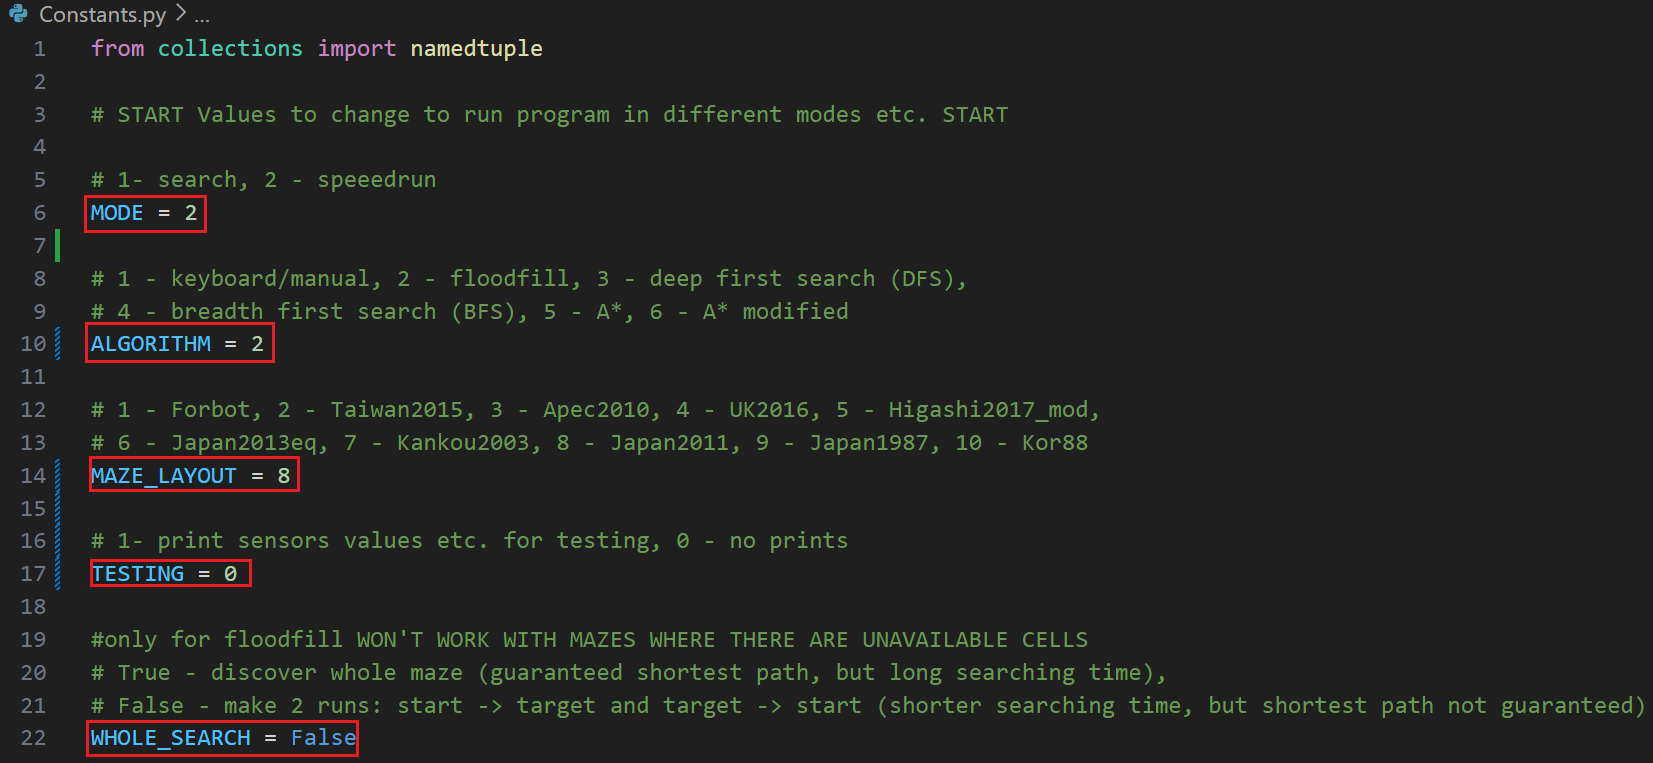 Constants.py > ...
1 from collections import namedtuple
2
3 # START Values to change to run program in different modes etc. START
4
5 # 1- search, 2 - speeedrun
6 MODE = 2
7
8 # 1 - keyboard/manual, 2 - floodfill, 3 - deep first search (DFS),
9 # 4 - breadth first search (BFS), 5 - A*, 6 - A* modified
10 ALGORITHM = 2
11
12 # 1 - Forbot, 2 - Taiwan2015, 3 - Apec2010, 4 - UK2016, 5 - Higashi2017_mod,
13 # 6 - Japan2013eq, 7 - Kankou2003, 8 - Japan2011, 9 - Japan1987, 10 - Kor88
14 MAZE_LAYOUT = 8
15
16 # 1- print sensors values etc. for testing, 0 - no prints
17 TESTING = 0
18
19 #only for floodfill WON'T WORK WITH MAZES WHERE THERE ARE UNAVAILABLE CELLS
20 # True - discover whole maze (guaranteed shortest path, but long searching time),
21 # False - make 2 runs: start -> target and target -> start (shorter searching time, but shortest path not guaranteed)
22 WHOLE_SEARCH = False